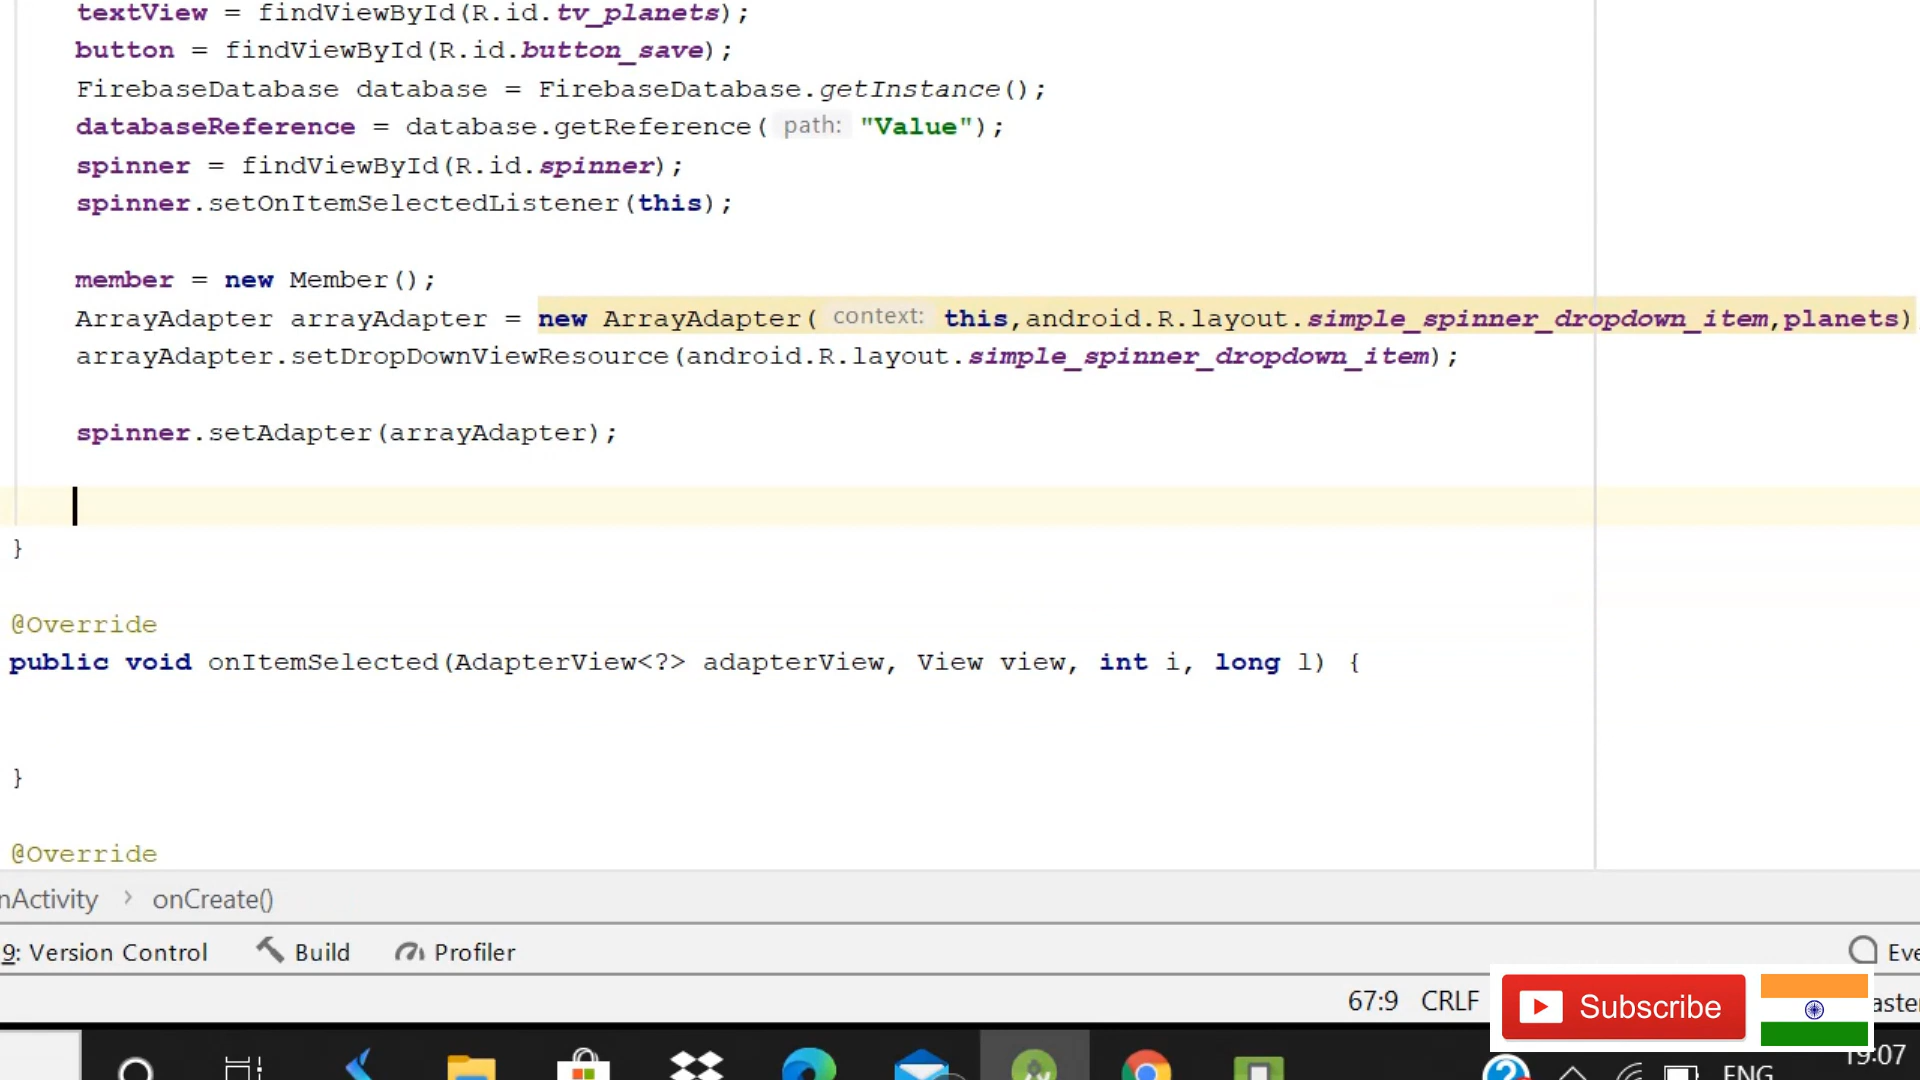 textView = findViewById(R.id.tv_planets);
button = findViewById(R.id.button_save);
FirebaseDatabase database = FirebaseDatabase.getInstance();
databaseReference = database.getReference( path: "Value");
spinner = findViewById(R.id.spinner);
spinner.setOnItemSelectedListener(this);
member = new Member();
ArrayAdapter arrayAdapter = new ArrayAdapter( context: this,android.R.layout.simple_spinner_dropdown_item,planets)
arrayAdapter.setDropDownViewResource(android.R.layout.simple_spinner_dropdown_item);
spinner.setAdapter(arrayAdapter);
}
@Override
public void onItemSelected(AdapterView<?> adapterView, View view, int i, long l) {
}
@Override
nActivity › onCreate()
9: Version Control Build Profiler Eve
67:9 CRLF aste
Subscribe
19:07
ENG